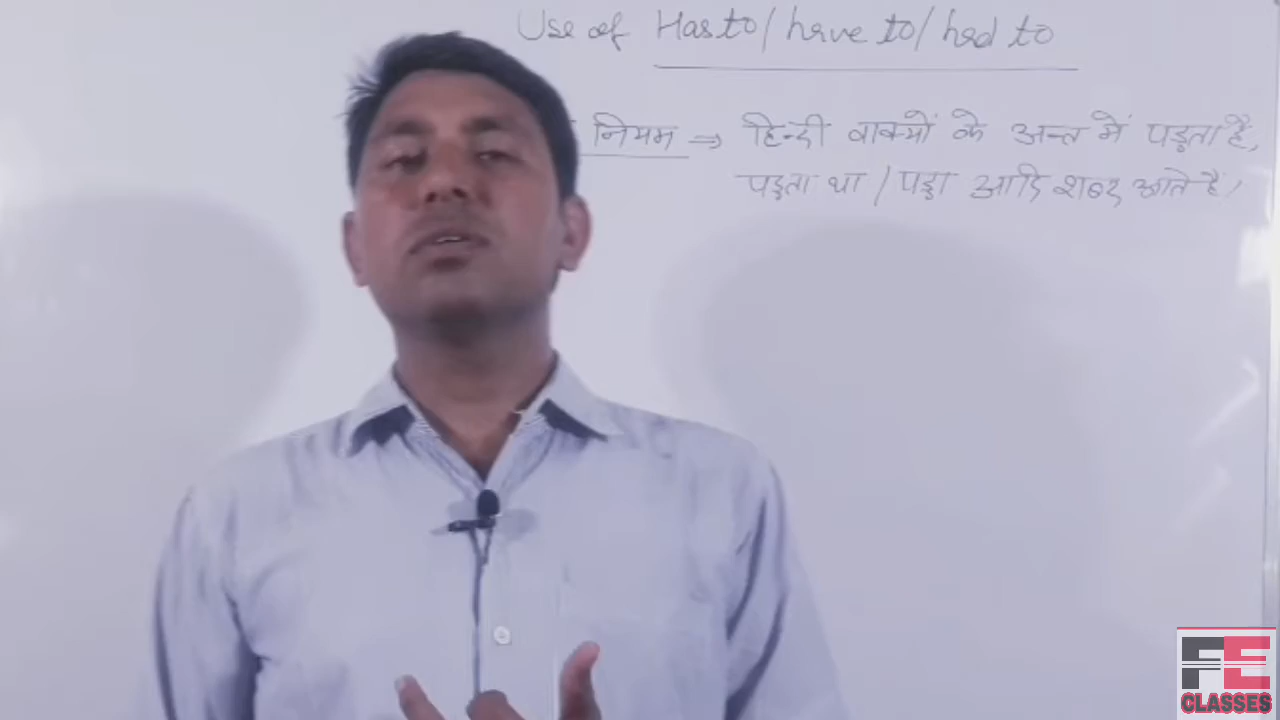 Use of Has to / have to / had to
नियम ⇒ हिन्दी वाक्यों के अन्त में पड़ता है,
पड़ता था / पड़ा आदि शब्द आते है।
FE
CLASSES